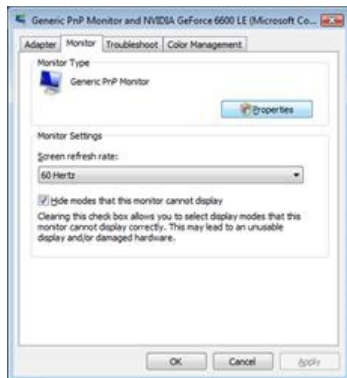 Generic PnP Monitor and NVIDIA GeForce 6600 LE (Microsoft Co...
Adapter Monitor Troubleshoot Color Management
Monitor Type
Generic PnP Monitor
Properties
Monitor Settings
Screen refresh rate:
60 Hertz
Hide modes that this monitor cannot display
Clearing this check box allows you to select display modes that this
monitor cannot display correctly. This may lead to an unusable
display and/or damaged hardware.
OK Cancel Apply